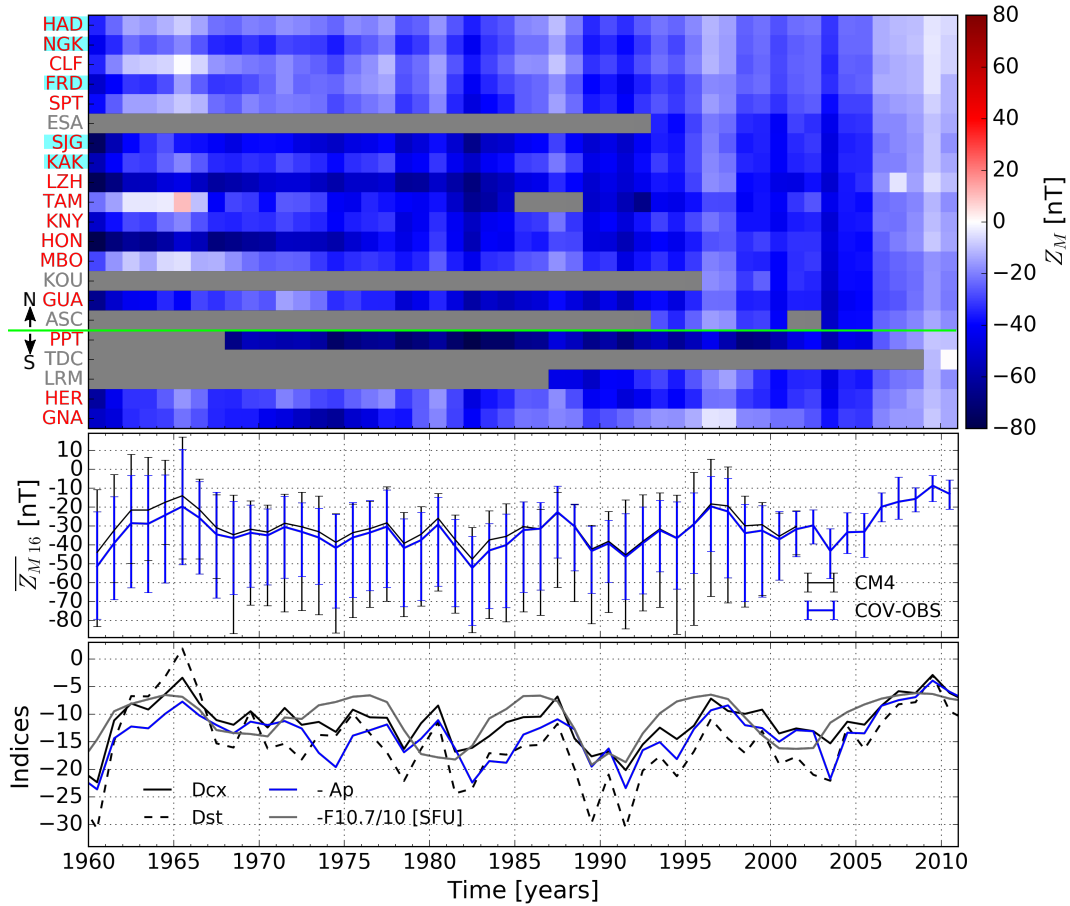 HAD
NGK
CLF
FRD
SPT
ESA
SJG
KAK
LZH
TAM
KNY
HON
MBO
KOU
GUA
ASC
PPT
TDC
LRM
HER
GNA
N
S
80
60
40
20
0
−20
−40
−60
−80
Z_M [nT]
10
0
-10
-20
-30
-40
-50
-60
-70
-80
Z_M 16 [nT]
CM4
COV-OBS
0
−5
−10
−15
−20
−25
−30
Indices
Dcx
Dst
- Ap
-F10.7/10 [SFU]
1960 1965 1970 1975 1980 1985 1990 1995 2000 2005 2010
Time [years]